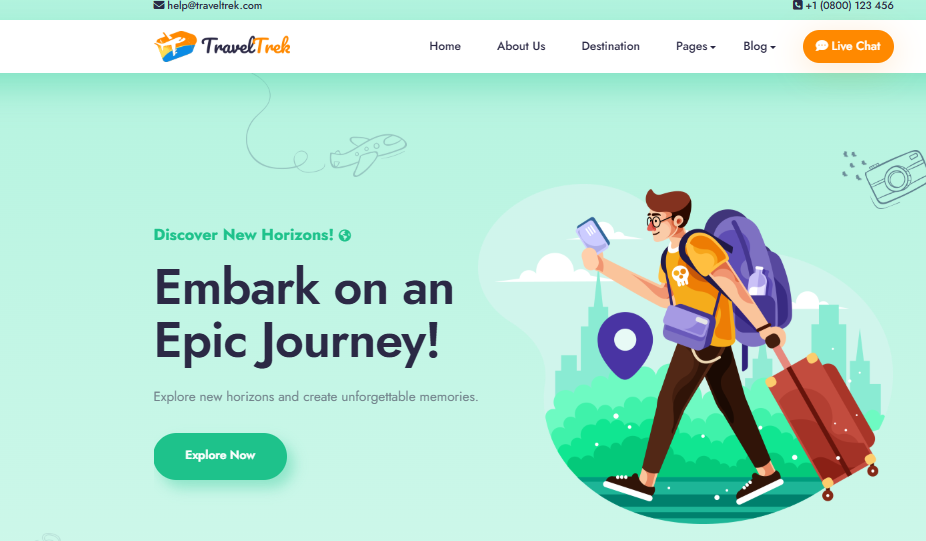 help@traveltrek.com
+1 (0800) 123 456
TravelTrek
Home
About Us
Destination
Pages
Blog
Live Chat
Discover New Horizons!
Embark on an
Epic Journey!
Explore new horizons and create unforgettable memories.
Explore Now